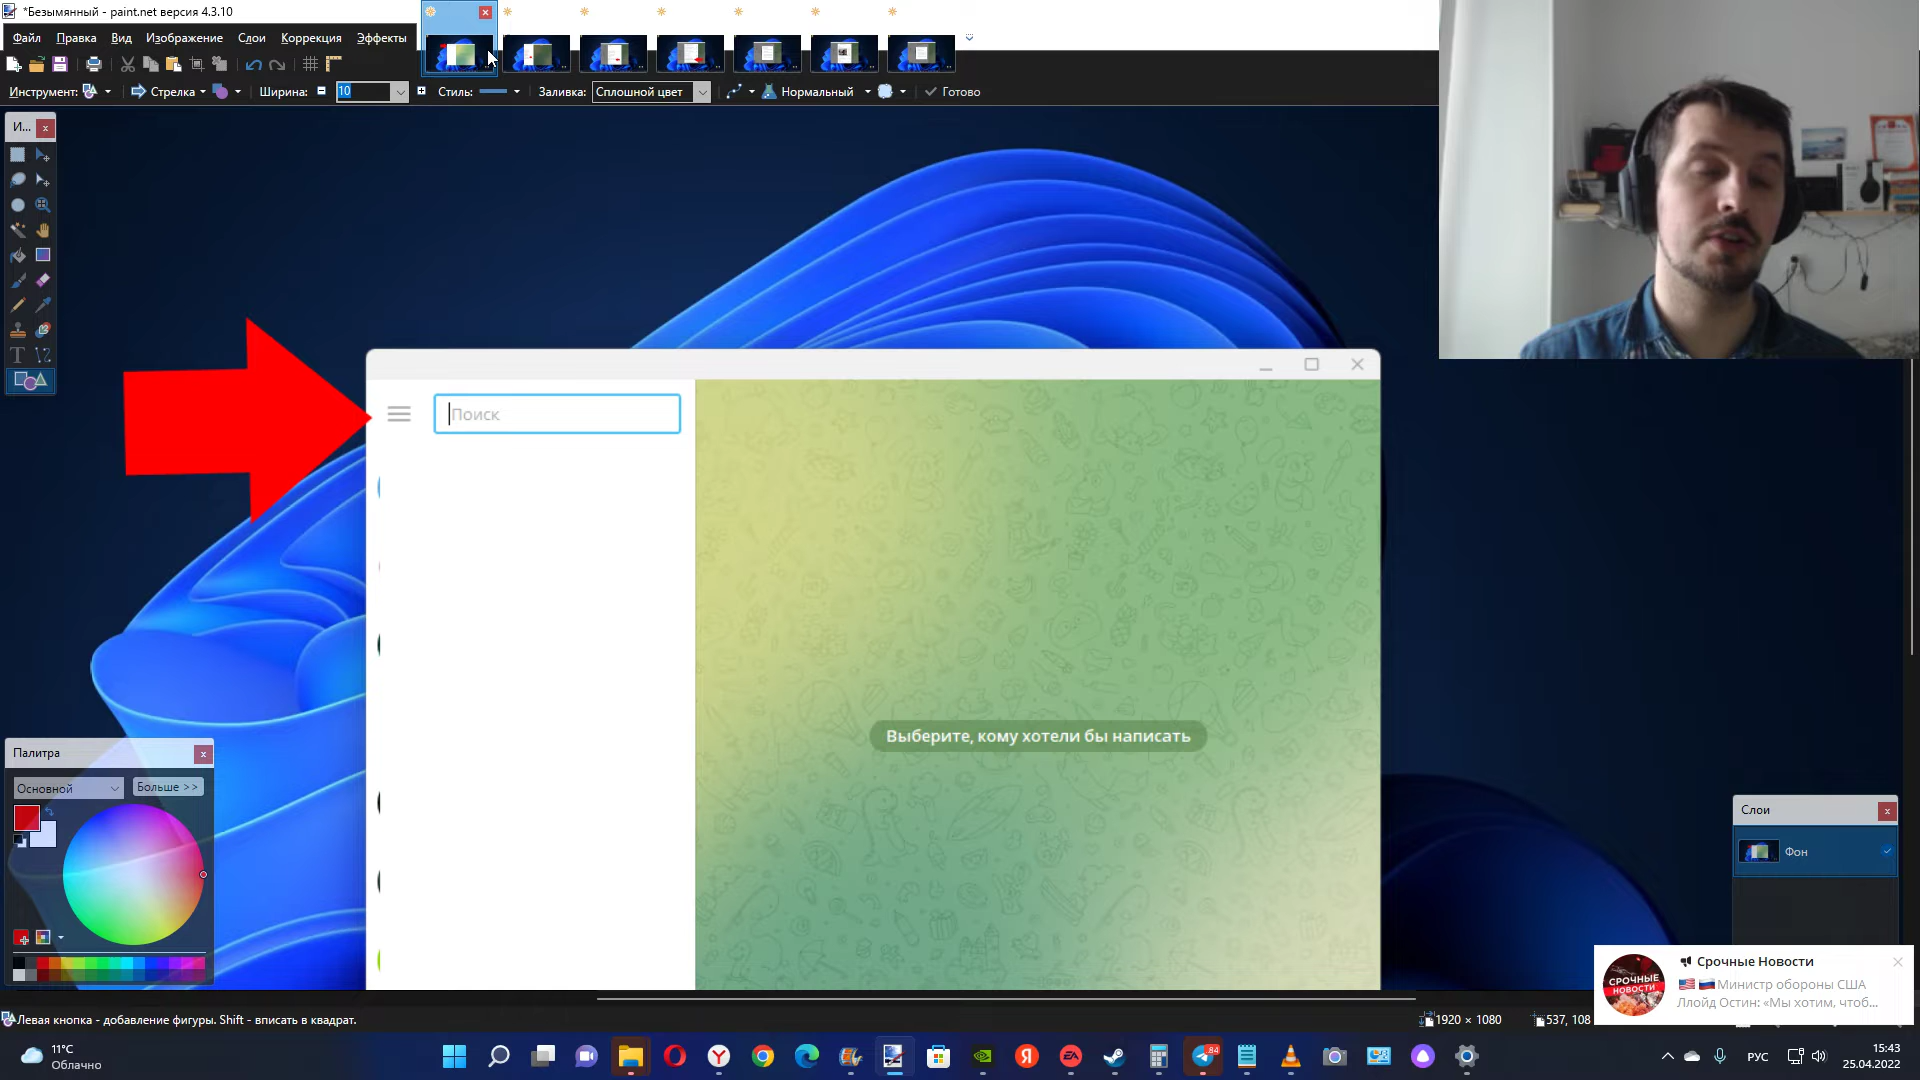 *Безымянный - paint.net версия 4.3.10
Файл Правка Вид Изображение Слои Коррекция Эффекты
Инструмент: Стрелка Ширина: 10 Стиль: Заливка: Сплошной цвет Нормальный Готово
И...
Поиск
Выберите, кому хотели бы написать
Палитра
Основной Больше >>
Слои
Фон
СРОЧНЫЕ
НОВОСТИ
Срочные Новости
Министр обороны США
Ллойд Остин: «Мы хотим, чтоб...
Левая кнопка - добавление фигуры. Shift - вписать в квадрат.
1920 × 1080 537, 108
11°C
Облачно
84
РУС
15:43
25.04.2022